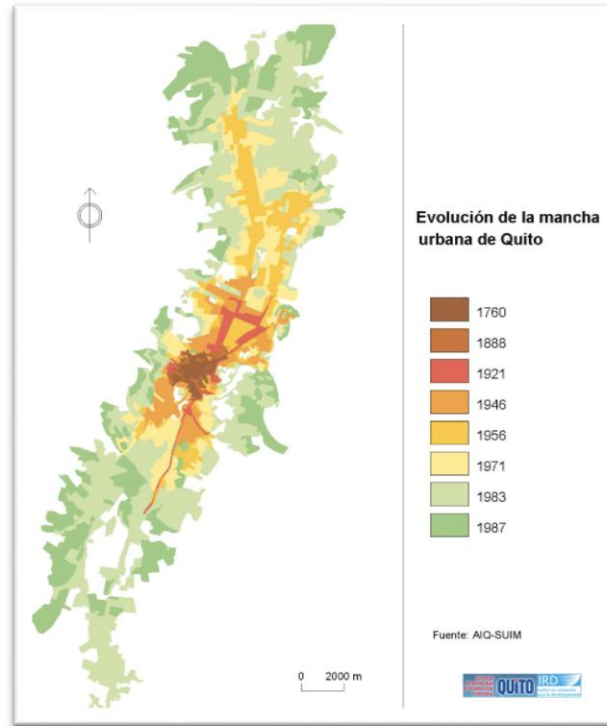 Evolución de la mancha
urbana de Quito
1760
1888
1921
1946
1956
1971
1983
1987
Fuente: AIQ-SUIM
0 2000 m
QUITO
IRD